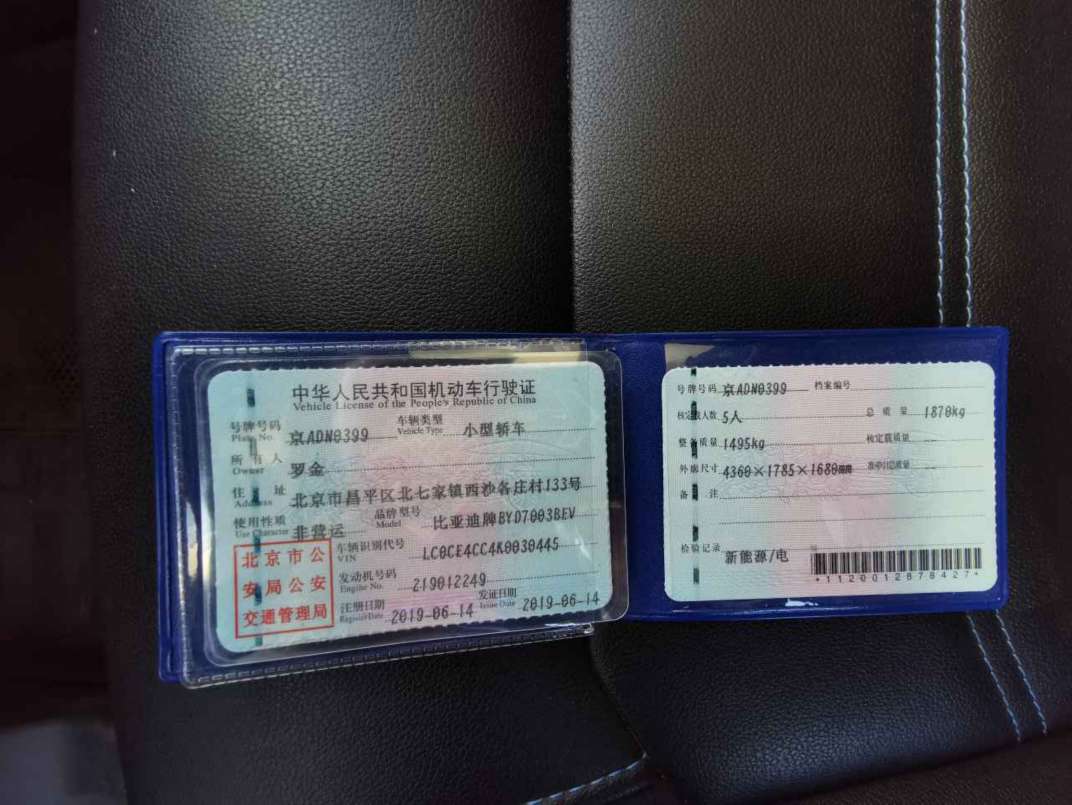 中华人民共和国机动车行驶证
Vehicle License of the People's Republic of China
号牌号码 京ADN0399 车辆类型 小型轿车
Plate No. Vehicle Type
所有人 罗金
Owner
住址 北京市昌平区北七家镇西沙各庄村133号
Address
使用性质 非营运 品牌型号 比亚迪牌BYD7003BEV
Use Character Model
北京市公
安局公安
交通管理局
车辆识别代号 LC0CE4CC4K0030445
VIN
发动机号码 219012249
Engine No.
注册日期 2019-06-14 发证日期 2019-06-14
Register Date Issue Date
号牌号码 京ADN0399 档案编号
核定载人数 5人 总质量 1870kg
整备质量 1495kg 核定载质量
外廓尺寸 4360×1785×1680mm 准牵引总质量
备注
检验记录 新能源/电
*1120012878427*